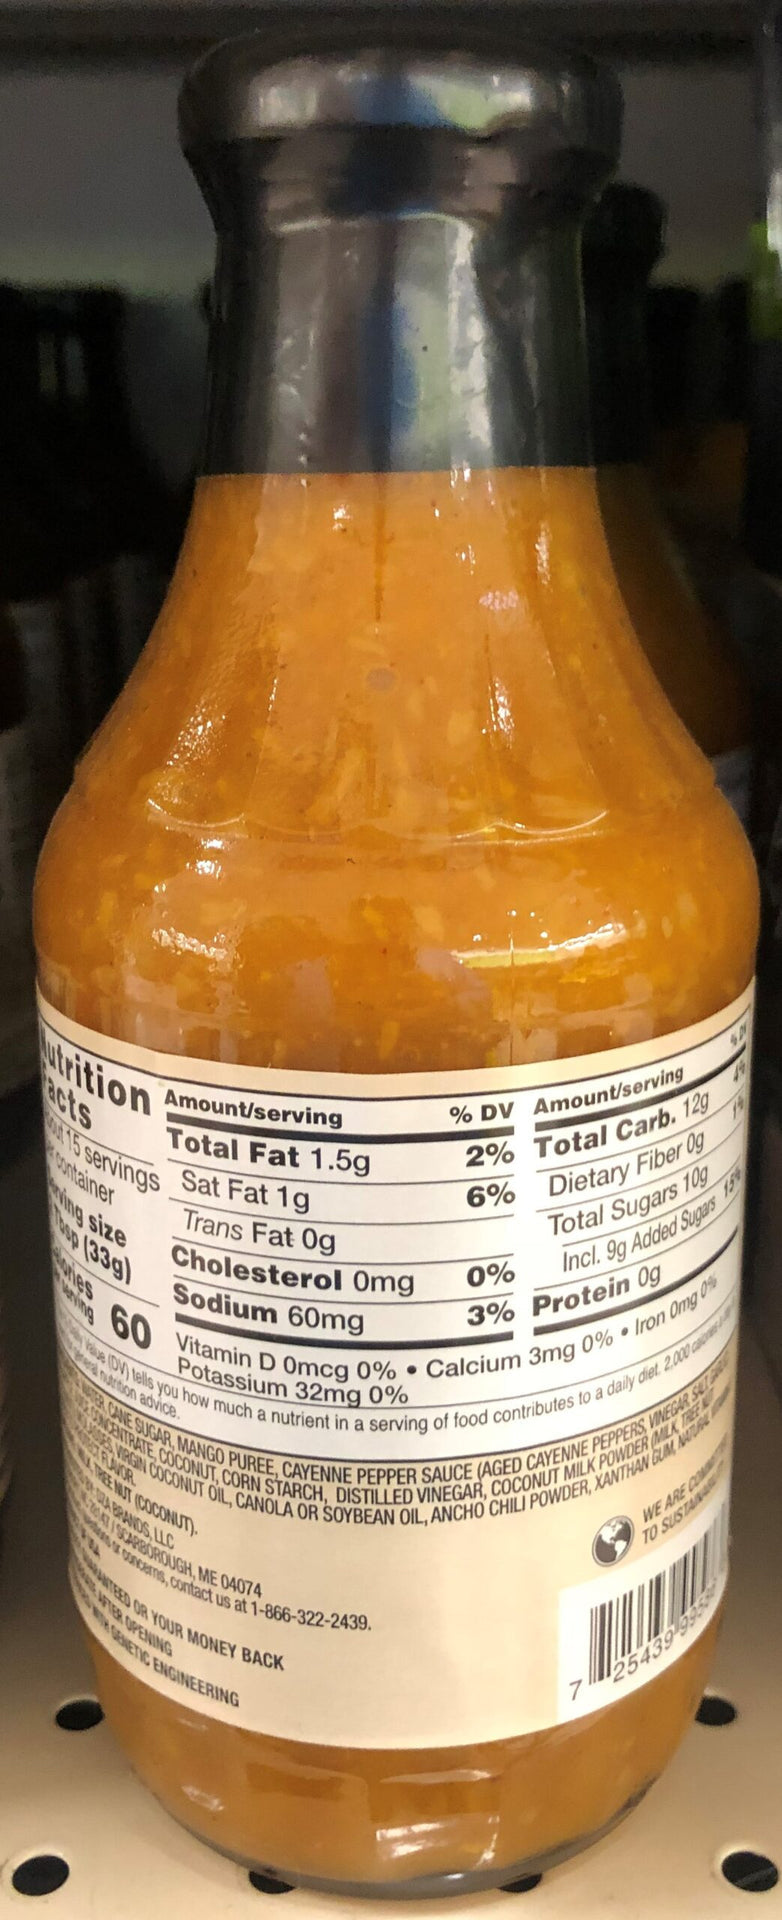 Nutrition
Facts
15 servings
container
serving size
Tbsp (33g)
Calories
serving 60
Amount/serving % DV
Total Fat 1.5g 2%
Sat Fat 1g 6%
Trans Fat 0g
Cholesterol 0mg 0%
Sodium 60mg 3%
Amount/serving % DV
Total Carb. 12g 4%
Dietary Fiber 0g 1%
Total Sugars 10g
Incl. 9g Added Sugars 15%
Protein 0g
Vitamin D 0mcg 0% • Calcium 3mg 0% • Iron 0mg 0%
Potassium 32mg 0%
Daily Value (DV) tells you how much a nutrient in a serving of food contributes to a daily diet. 2,000 calories
general nutrition advice.
WATER, CANE SUGAR, MANGO PUREE, CAYENNE PEPPER SAUCE (AGED CAYENNE PEPPERS, VINEGAR, SALT,
CONCENTRATE, COCONUT, CORN STARCH, DISTILLED VINEGAR, COCONUT MILK POWDER (MILK, TREE NUT
VIRGIN COCONUT OIL, CANOLA OR SOYBEAN OIL, ANCHO CHILI POWDER, XANTHAN GUM, NATURAL
FLAVOR.
TREE NUT (COCONUT).
BRANDS, LLC
SCARBOROUGH, ME 04074
or concerns, contact us at 1-866-322-2439.
USA
GUARANTEED OR YOUR MONEY BACK
AFTER OPENING
WITH GENETIC ENGINEERING
WE ARE
TO
7 25439